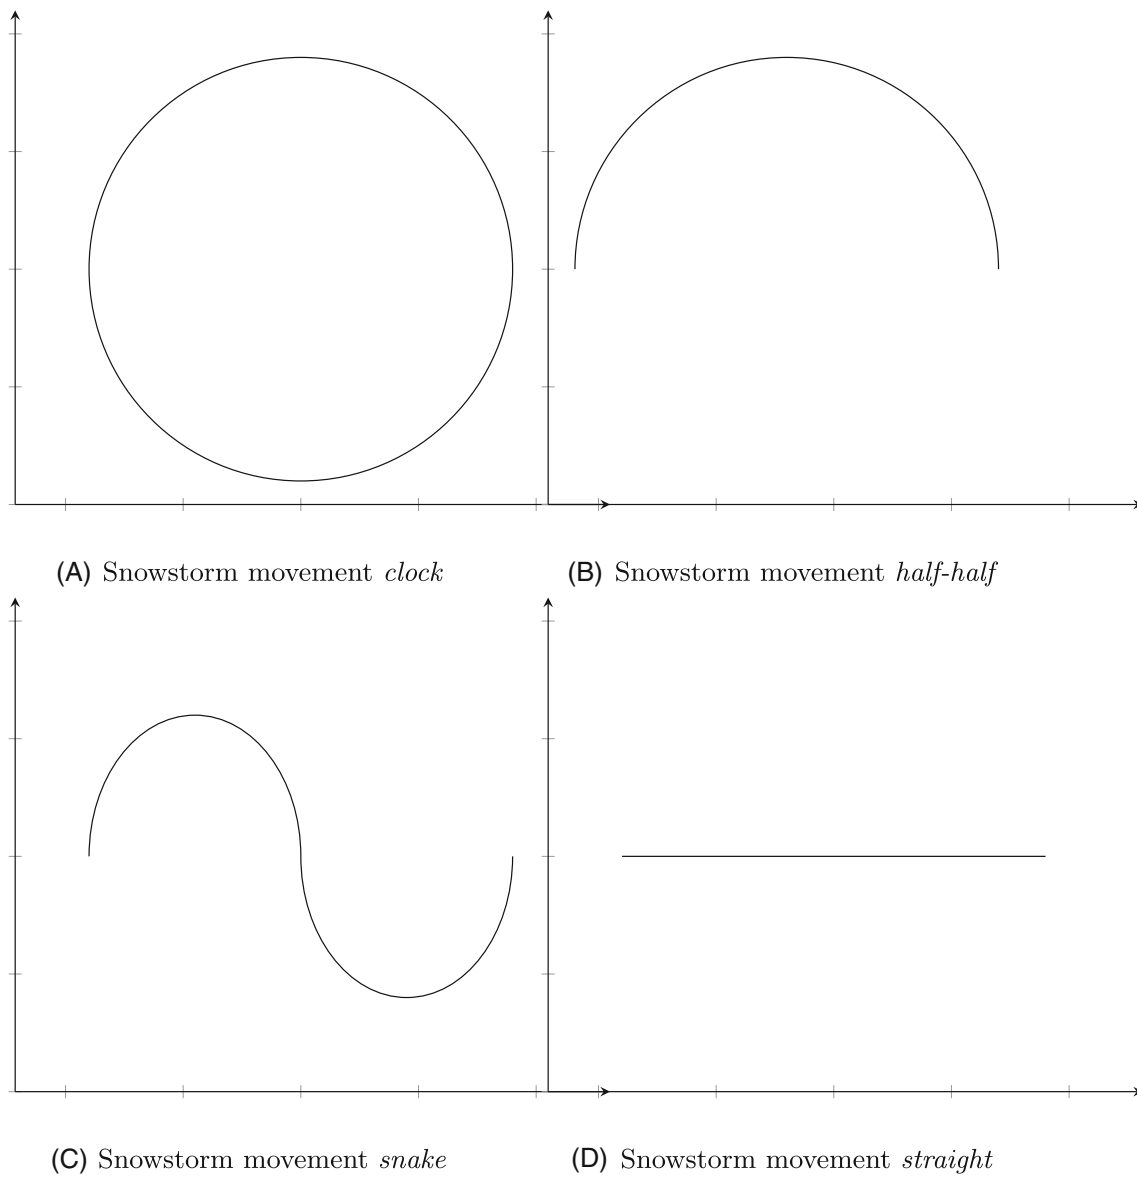 (A) Snowstorm movement clock
(B) Snowstorm movement half-half
(C) Snowstorm movement snake
(D) Snowstorm movement straight